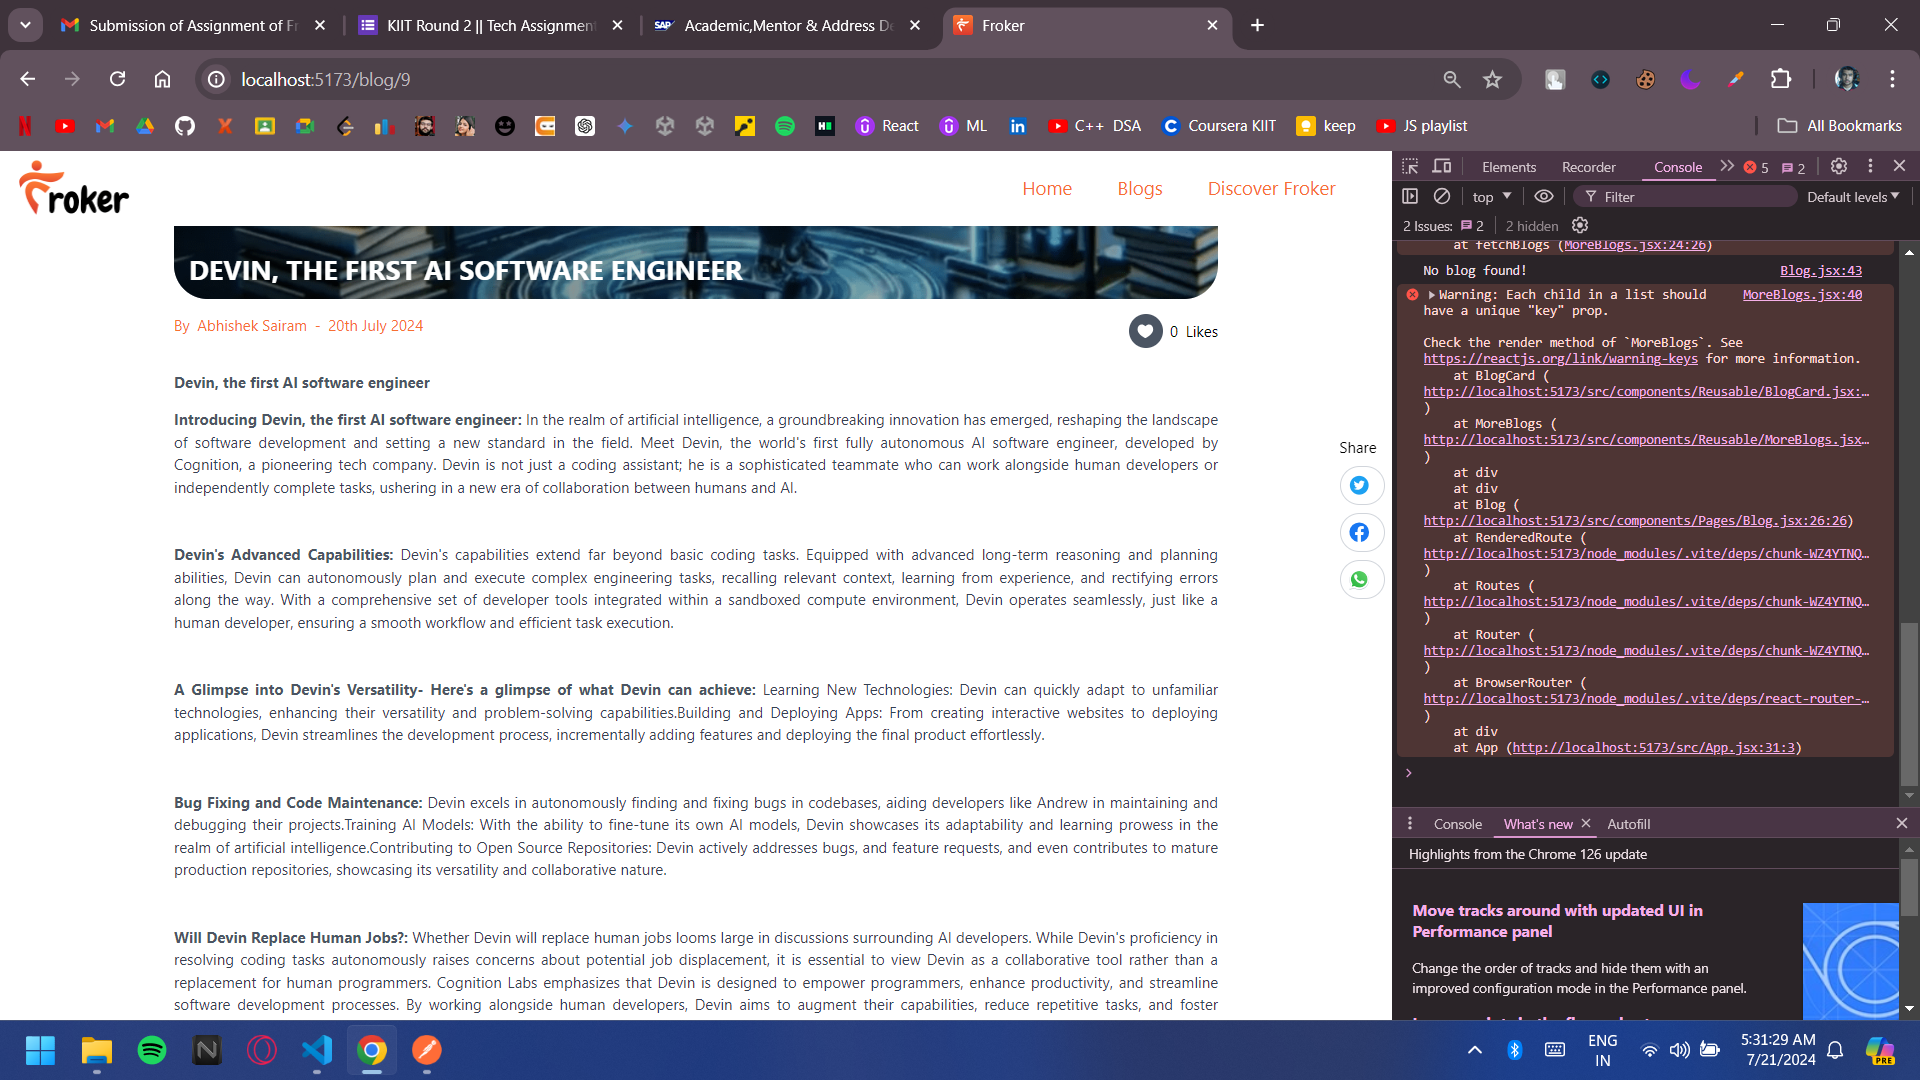 Submission of Assignment of Fr
KIIT Round 2 || Tech Assignment
SAP Academic,Mentor & Address De
Froker
localhost:5173/blog/9
React
ML
C++ DSA
Coursera KIIT
keep
JS playlist
All Bookmarks
Froker
Home
Blogs
Discover Froker
DEVIN, THE FIRST AI SOFTWARE ENGINEER
By Abhishek Sairam - 20th July 2024
0 Likes
Devin, the first AI software engineer
Introducing Devin, the first AI software engineer: In the realm of artificial intelligence, a groundbreaking innovation has emerged, reshaping the landscape
of software development and setting a new standard in the field. Meet Devin, the world's first fully autonomous AI software engineer, developed by
Cognition, a pioneering tech company. Devin is not just a coding assistant; he is a sophisticated teammate who can work alongside human developers or
independently complete tasks, ushering in a new era of collaboration between humans and AI.
Devin's Advanced Capabilities: Devin's capabilities extend far beyond basic coding tasks. Equipped with advanced long-term reasoning and planning
abilities, Devin can autonomously plan and execute complex engineering tasks, recalling relevant context, learning from experience, and rectifying errors
along the way. With a comprehensive set of developer tools integrated within a sandboxed compute environment, Devin operates seamlessly, just like a
human developer, ensuring a smooth workflow and efficient task execution.
A Glimpse into Devin's Versatility- Here's a glimpse of what Devin can achieve: Learning New Technologies: Devin can quickly adapt to unfamiliar
technologies, enhancing their versatility and problem-solving capabilities.Building and Deploying Apps: From creating interactive websites to deploying
applications, Devin streamlines the development process, incrementally adding features and deploying the final product effortlessly.
Bug Fixing and Code Maintenance: Devin excels in autonomously finding and fixing bugs in codebases, aiding developers like Andrew in maintaining and
debugging their projects.Training AI Models: With the ability to fine-tune its own AI models, Devin showcases its adaptability and learning prowess in the
realm of artificial intelligence.Contributing to Open Source Repositories: Devin actively addresses bugs, and feature requests, and even contributes to mature
production repositories, showcasing its versatility and collaborative nature.
Will Devin Replace Human Jobs?: Whether Devin will replace human jobs looms large in discussions surrounding AI developers. While Devin's proficiency in
resolving coding tasks autonomously raises concerns about potential job displacement, it is essential to view Devin as a collaborative tool rather than a
replacement for human programmers. Cognition Labs emphasizes that Devin is designed to empower programmers, enhance productivity, and streamline
software development processes. By working alongside human developers, Devin aims to augment their capabilities, reduce repetitive tasks, and foster
Share
Elements
Recorder
Console
5
2
top
Filter
Default levels
2 Issues: 2
2 hidden
at fetchBlogs (MoreBlogs.jsx:24:26)
No blog found! Blog.jsx:43
Warning: Each child in a list should MoreBlogs.jsx:40
have a unique "key" prop.
Check the render method of `MoreBlogs`. See
https://reactjs.org/link/warning-keys for more information.
at BlogCard (
http://localhost:5173/src/components/Reusable/BlogCard.jsx:…
)
at MoreBlogs (
http://localhost:5173/src/components/Reusable/MoreBlogs.jsx…
)
at div
at div
at Blog (
http://localhost:5173/src/components/Pages/Blog.jsx:26:26)
at RenderedRoute (
http://localhost:5173/node_modules/.vite/deps/chunk-WZ4YTNQ…
)
at Routes (
http://localhost:5173/node_modules/.vite/deps/chunk-WZ4YTNQ…
)
at Router (
http://localhost:5173/node_modules/.vite/deps/chunk-WZ4YTNQ…
)
at BrowserRouter (
http://localhost:5173/node_modules/.vite/deps/react-router-…
)
at div
at App (http://localhost:5173/src/App.jsx:31:3)
Console
What's new
Autofill
Highlights from the Chrome 126 update
Move tracks around with updated UI in
Performance panel
Change the order of tracks and hide them with an
improved configuration mode in the Performance panel.
ENG
IN
5:31:29 AM
7/21/2024
PRE